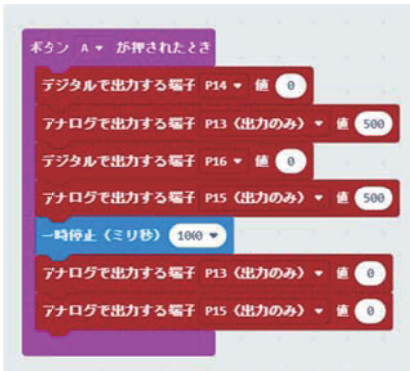 ボタン A ▼ が押されたとき
デジタルで出力する端子 P14 ▼ 値 0
アナログで出力する端子 P13（出力のみ） ▼ 値 500
デジタルで出力する端子 P16 ▼ 値 0
アナログで出力する端子 P15（出力のみ） ▼ 値 500
一時停止（ミリ秒） 1000 ▼
アナログで出力する端子 P13（出力のみ） ▼ 値 0
アナログで出力する端子 P15（出力のみ） ▼ 値 0